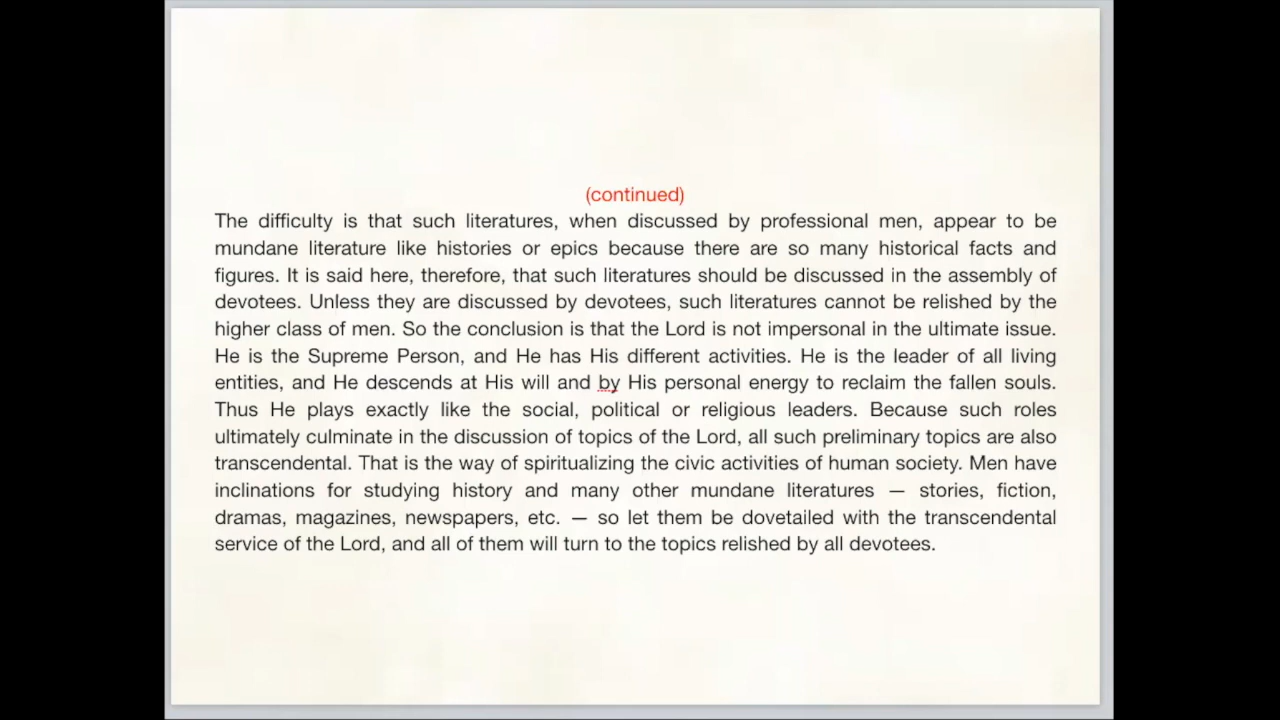 (continued)
The difficulty is that such literatures, when discussed by professional men, appear to be
mundane literature like histories or epics because there are so many historical facts and
figures. It is said here, therefore, that such literatures should be discussed in the assembly of
devotees. Unless they are discussed by devotees, such literatures cannot be relished by the
higher class of men. So the conclusion is that the Lord is not impersonal in the ultimate issue.
He is the Supreme Person, and He has His different activities. He is the leader of all living
entities, and He descends at His will and by His personal energy to reclaim the fallen souls.
Thus He plays exactly like the social, political or religious leaders. Because such roles
ultimately culminate in the discussion of topics of the Lord, all such preliminary topics are also
transcendental. That is the way of spiritualizing the civic activities of human society. Men have
inclinations for studying history and many other mundane literatures — stories, fiction,
dramas, magazines, newspapers, etc. — so let them be dovetailed with the transcendental
service of the Lord, and all of them will turn to the topics relished by all devotees.